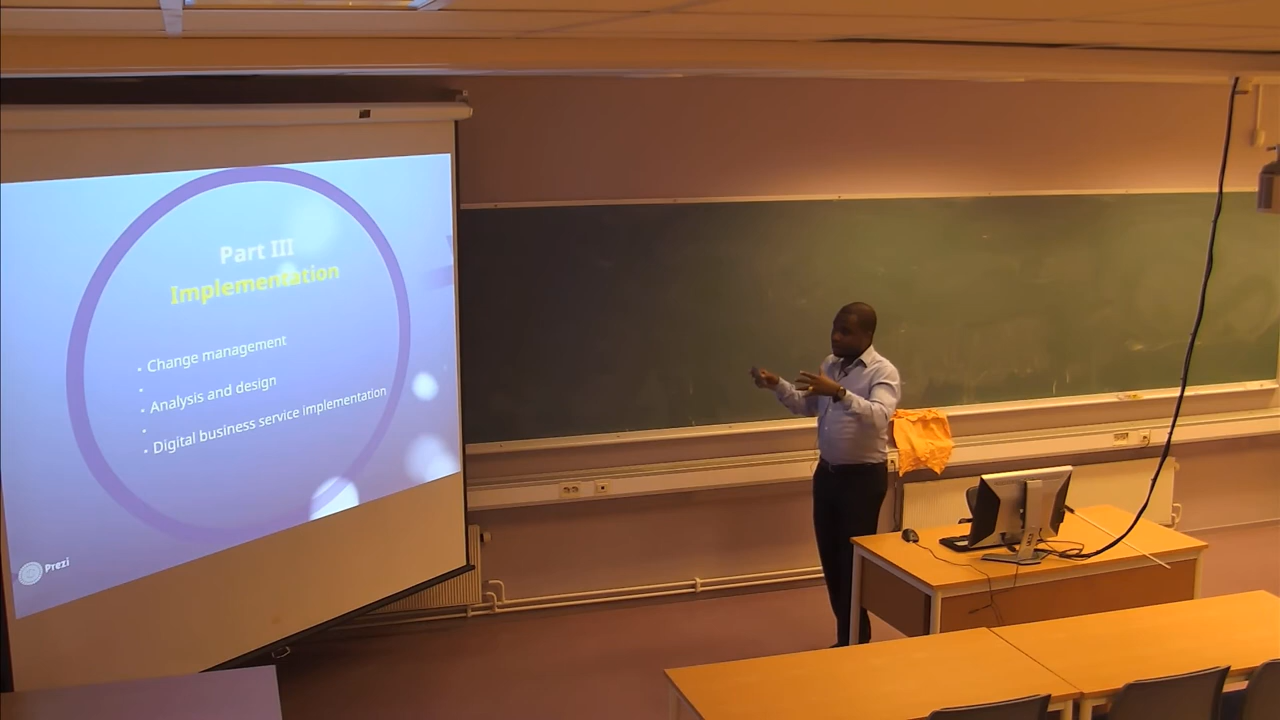 Part III
Implementation
• Change management
•
• Analysis and design
•
• Digital business service implementation
Prezi